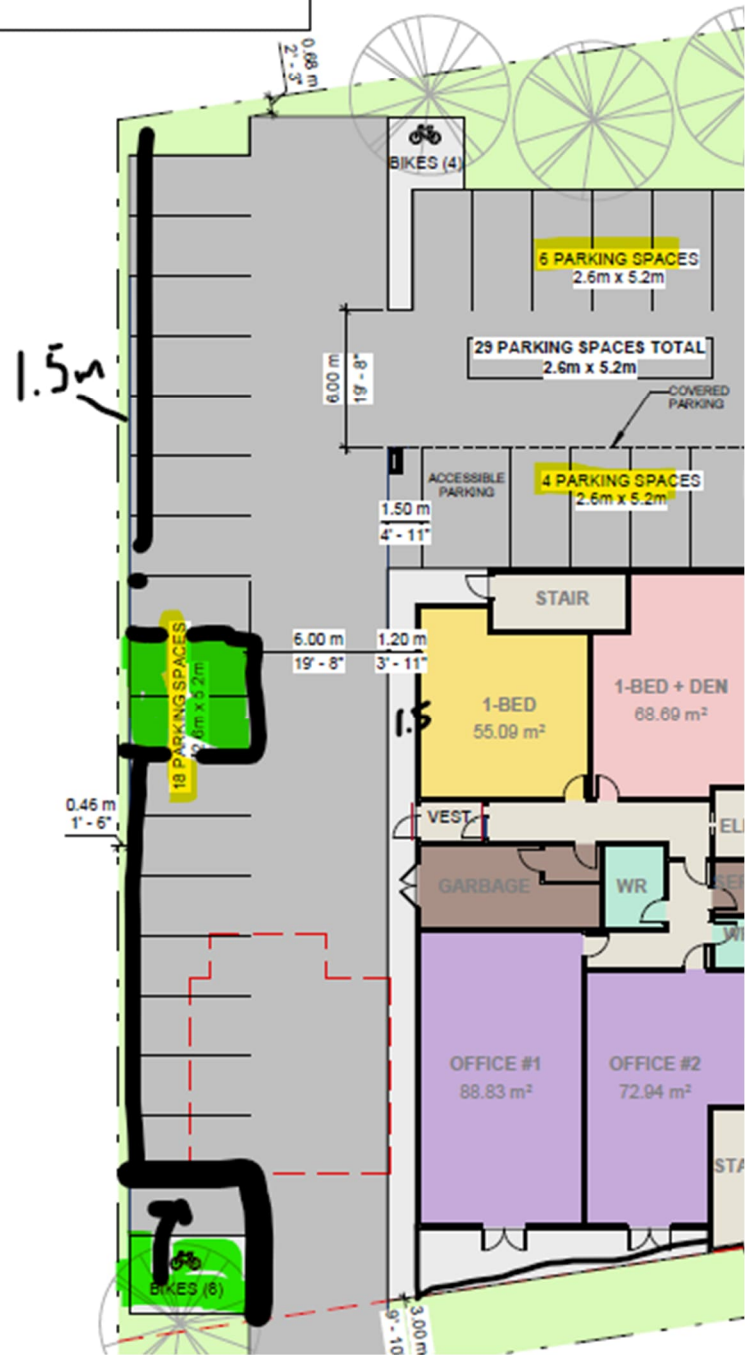 0.68 m
2' - 3"
BIKES (4)
6 PARKING SPACES
2.6m x 5.2m
29 PARKING SPACES TOTAL
2.6m x 5.2m
1.5m
6.00 m
19' - 8"
COVERED
PARKING
ACCESSIBLE
PARKING
4 PARKING SPACES
2.6m x 5.2m
1.50 m
4' - 11"
STAIR
18 PARKING SPACES
2.6m x 5.2m
6.00 m
19' - 8"
1.20 m
3' - 11"
1-BED
55.09 m²
1-BED + DEN
68.69 m²
1.5
0.46 m
1' - 6"
VEST.
GARBAGE
WR
OFFICE #1
88.83 m²
OFFICE #2
72.94 m²
BIKES (6)
3.00 m
9' - 10